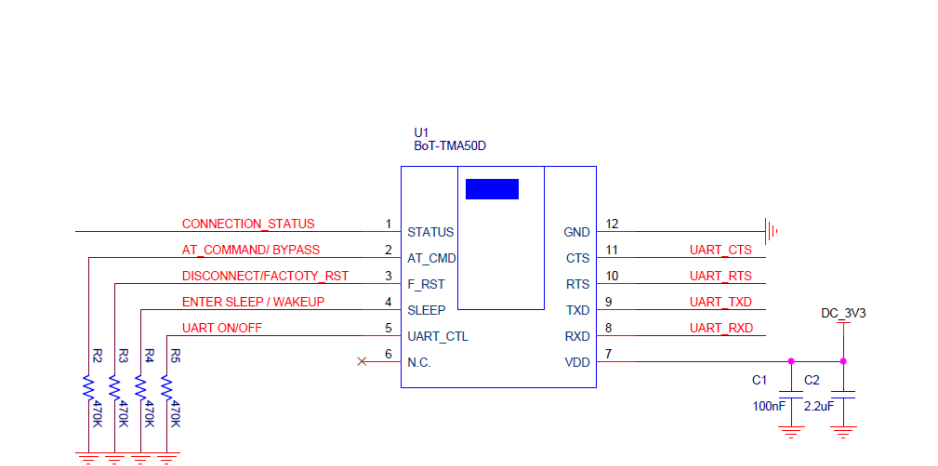 U1
BoT-TMA50D
CONNECTION_STATUS 1 STATUS GND 12
AT_COMMAND/ BYPASS 2 AT_CMD CTS 11 UART_CTS
DISCONNECT/FACTOTY_RST 3 F_RST RTS 10 UART_RTS
ENTER SLEEP / WAKEUP 4 SLEEP TXD 9 UART_TXD
UART ON/OFF 5 UART_CTL RXD 8 UART_RXD
6 N.C. VDD 7
DC_3V3
R2 R3 R4 R5
470K 470K 470K 470K
C1 C2
100nF 2.2uF